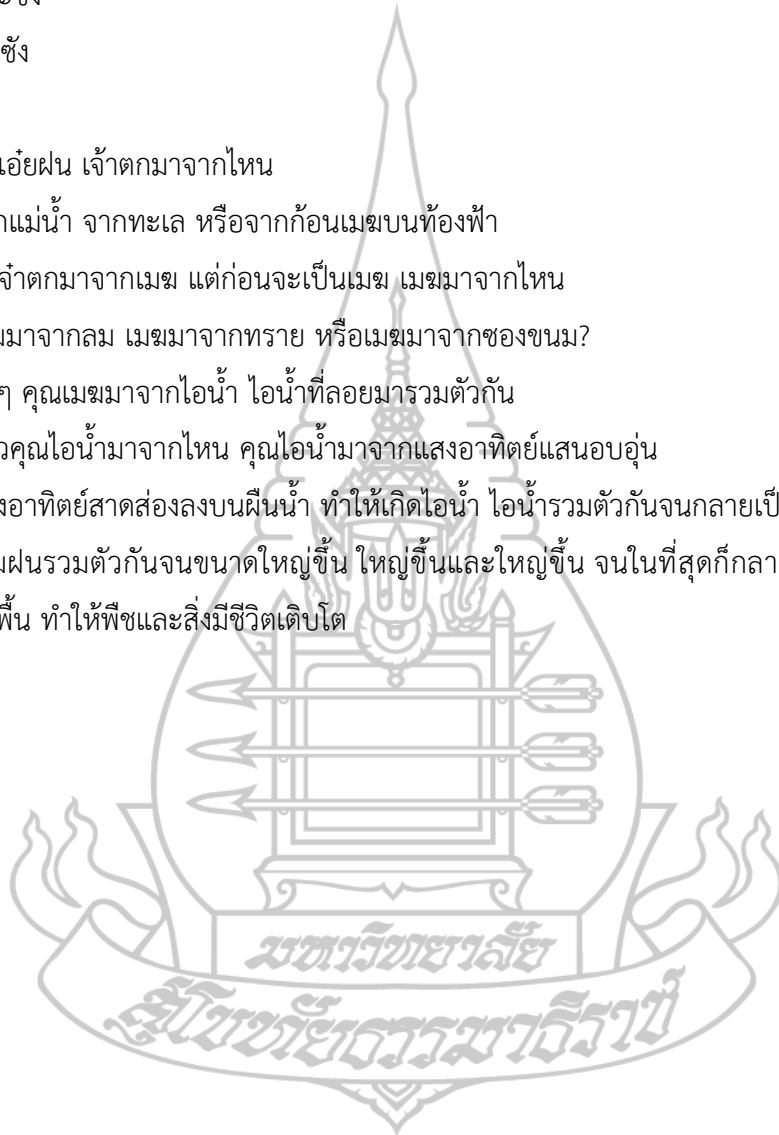 ซัง
เอ๋ยฝน เจ้าตกมาจากไหน
แม่น้ำ จากทะเล หรือจากก้อนเมฆบนท้องฟ้า
จ๋าตกมาจากเมฆ แต่ก่อนจะเป็นเมฆ เมฆมาจากไหน
มาจากลม เมฆมาจากทราย หรือเมฆมาจากซองขนม?
ๆ คุณเมฆมาจากไอน้ำ ไอน้ำที่ลอยมารวมตัวกัน
คุณไอน้ำมาจากไหน คุณไอน้ำมาจากแสงอาทิตย์แสนอบอุ่น
งอาทิตย์สาดส่องลงบนผืนน้ำ ทำให้เกิดไอน้ำ ไอน้ำรวมตัวกันจนกลายเป็
ฝนรวมตัวกันจนขนาดใหญ่ขึ้น ใหญ่ขึ้นและใหญ่ขึ้น จนในที่สุดก็กลา
พื้น ทำให้พืชและสิ่งมีชีวิตเติบโต
มหาวิทยาลัย
สุโขทัยธรรมาธิราช